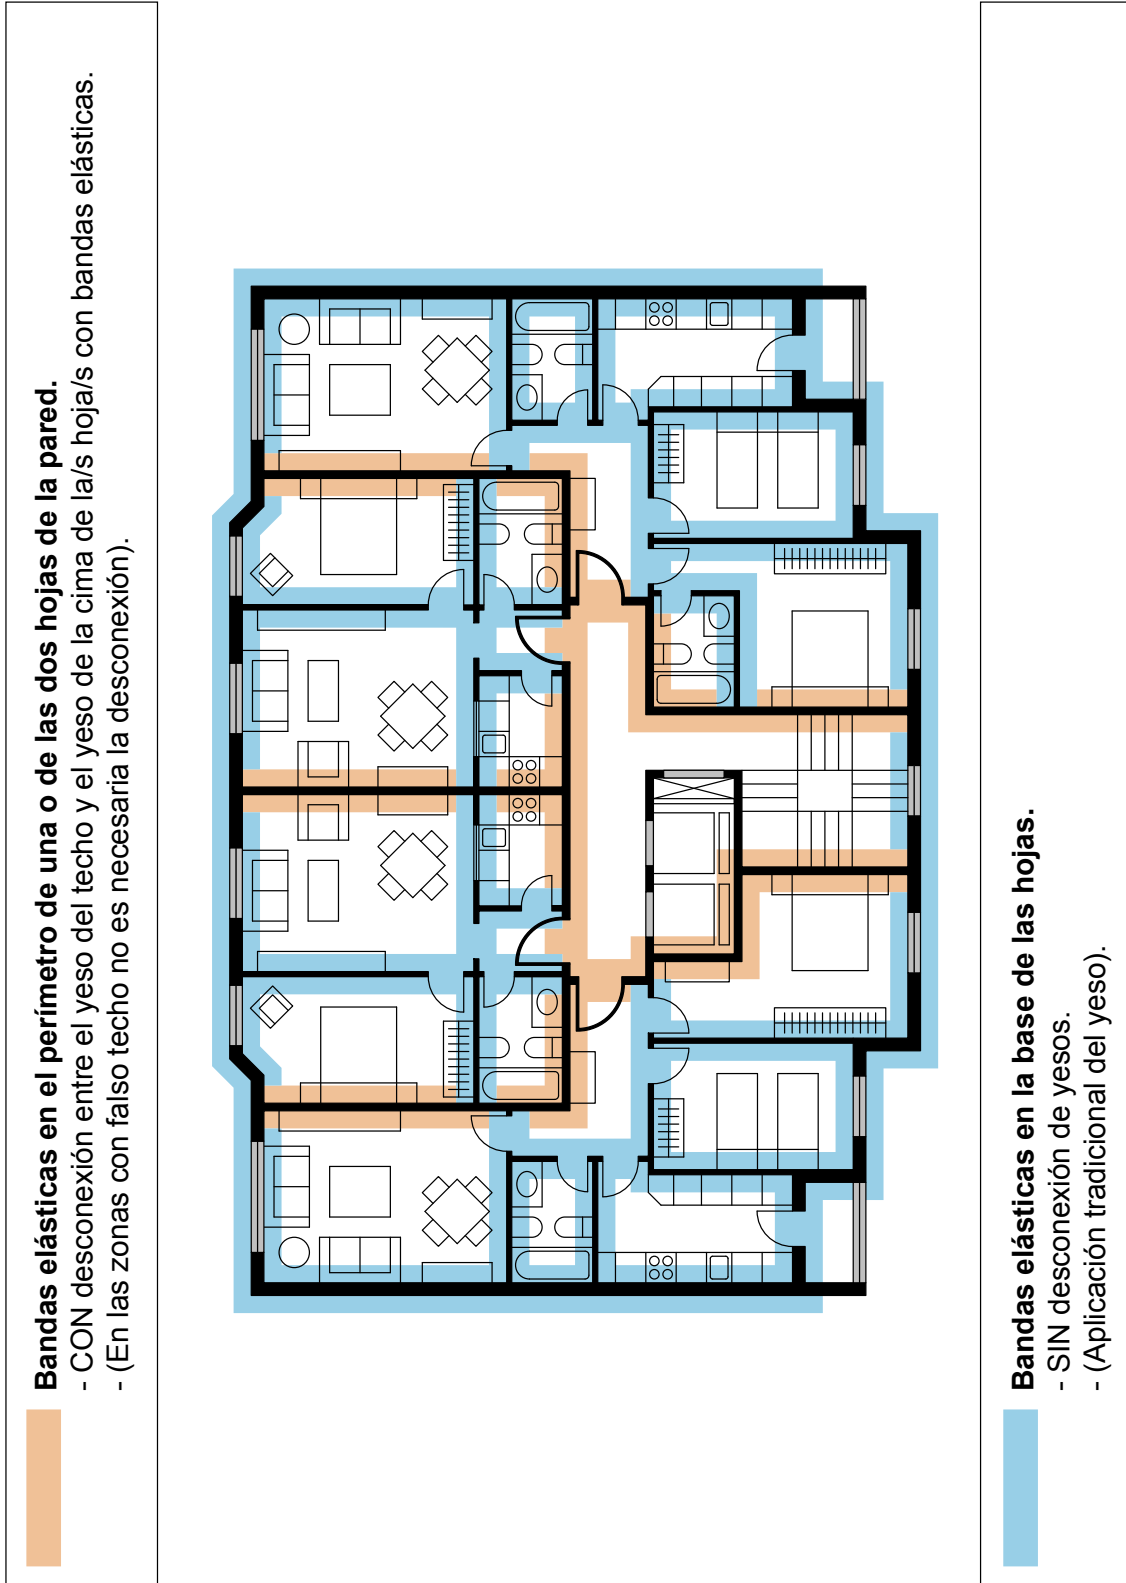 Bandas elásticas en el perímetro de una o de las dos hojas de la pared.
- CON desconexión entre el yeso del techo y el yeso de la cima de la/s hoja/s con bandas elásticas.
- (En las zonas con falso techo no es necesaria la desconexión).
Bandas elásticas en la base de las hojas.
- SIN desconexión de yesos.
- (Aplicación tradicional del yeso).